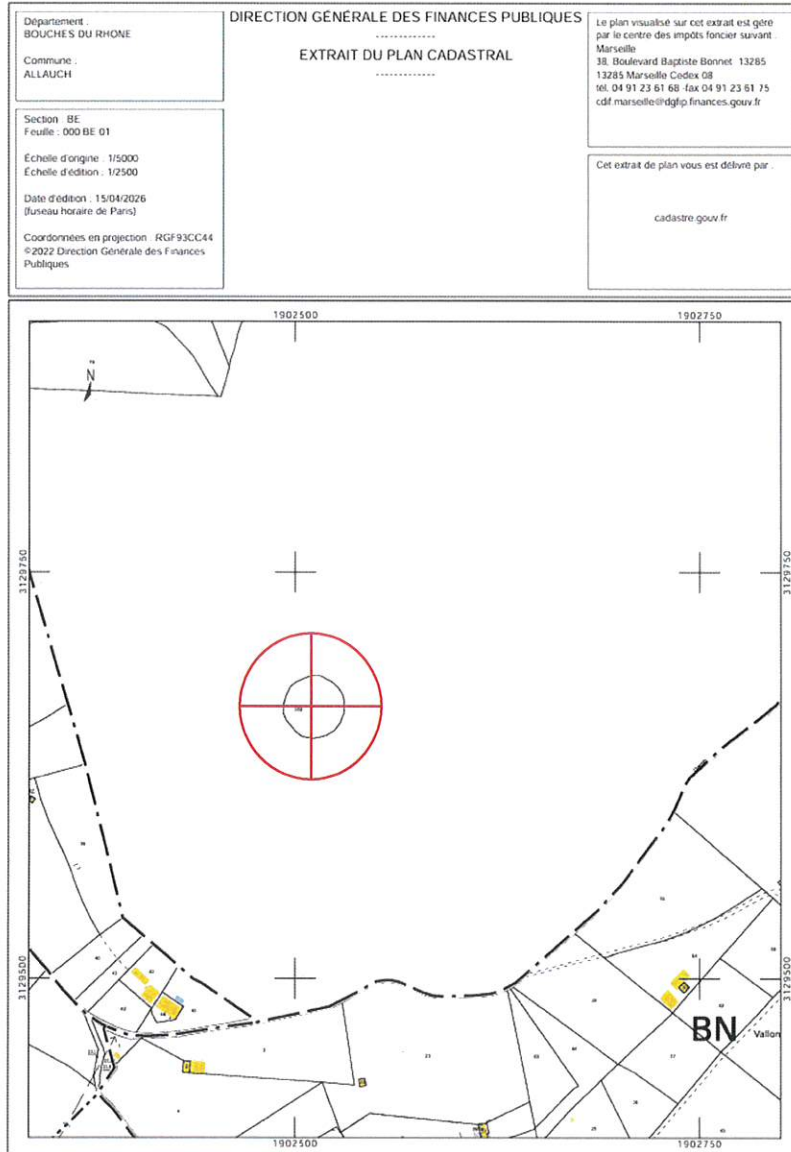 Département :
BOUCHES DU RHONE
Commune :
ALLAUCH
Section : BE
Feuille : 000 BE 01
Échelle d'origine : 1/5000
Échelle d'édition : 1/2500
Date d'édition : 15/04/2026
(fuseau horaire de Paris)
Coordonnées en projection : RGF93CC44
©2022 Direction Générale des Finances
Publiques
DIRECTION GÉNÉRALE DES FINANCES PUBLIQUES
------------
EXTRAIT DU PLAN CADASTRAL
------------
Le plan visualisé sur cet extrait est géré
par le centre des impôts foncier suivant :
Marseille
38, Boulevard Baptiste Bonnet 13285
13285 Marseille Cedex 08
tél. 04 91 23 61 68 -fax 04 91 23 61 75
cdif.marseille@dgfip.finances.gouv.fr
Cet extrait de plan vous est délivré par :
cadastre.gouv.fr
1902500
1902750
N
3129750
3129750
3129500
3129500
BN
Vallon
1902500
1902750